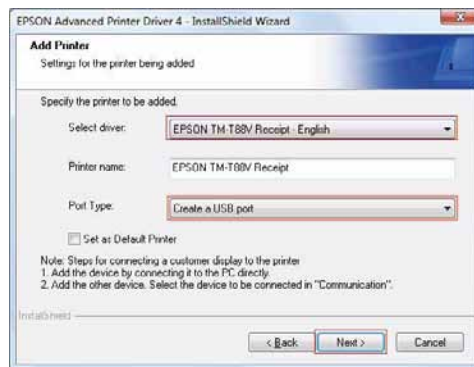 EPSON Advanced Printer Driver 4 - InstallShield Wizard
Add Printer
Settings for the printer being added
Specify the printer to be added.
Select driver: EPSON TM-T88V Receipt - English
Printer name: EPSON TM-T88V Receipt
Port Type: Create a USB port
Set as Default Printer
Note: Steps for connecting a customer display to the printer
1. Add the device by connecting it to the PC directly.
2. Add the other device. Select the device to be connected in "Communication".
InstallShield
< Back Next > Cancel